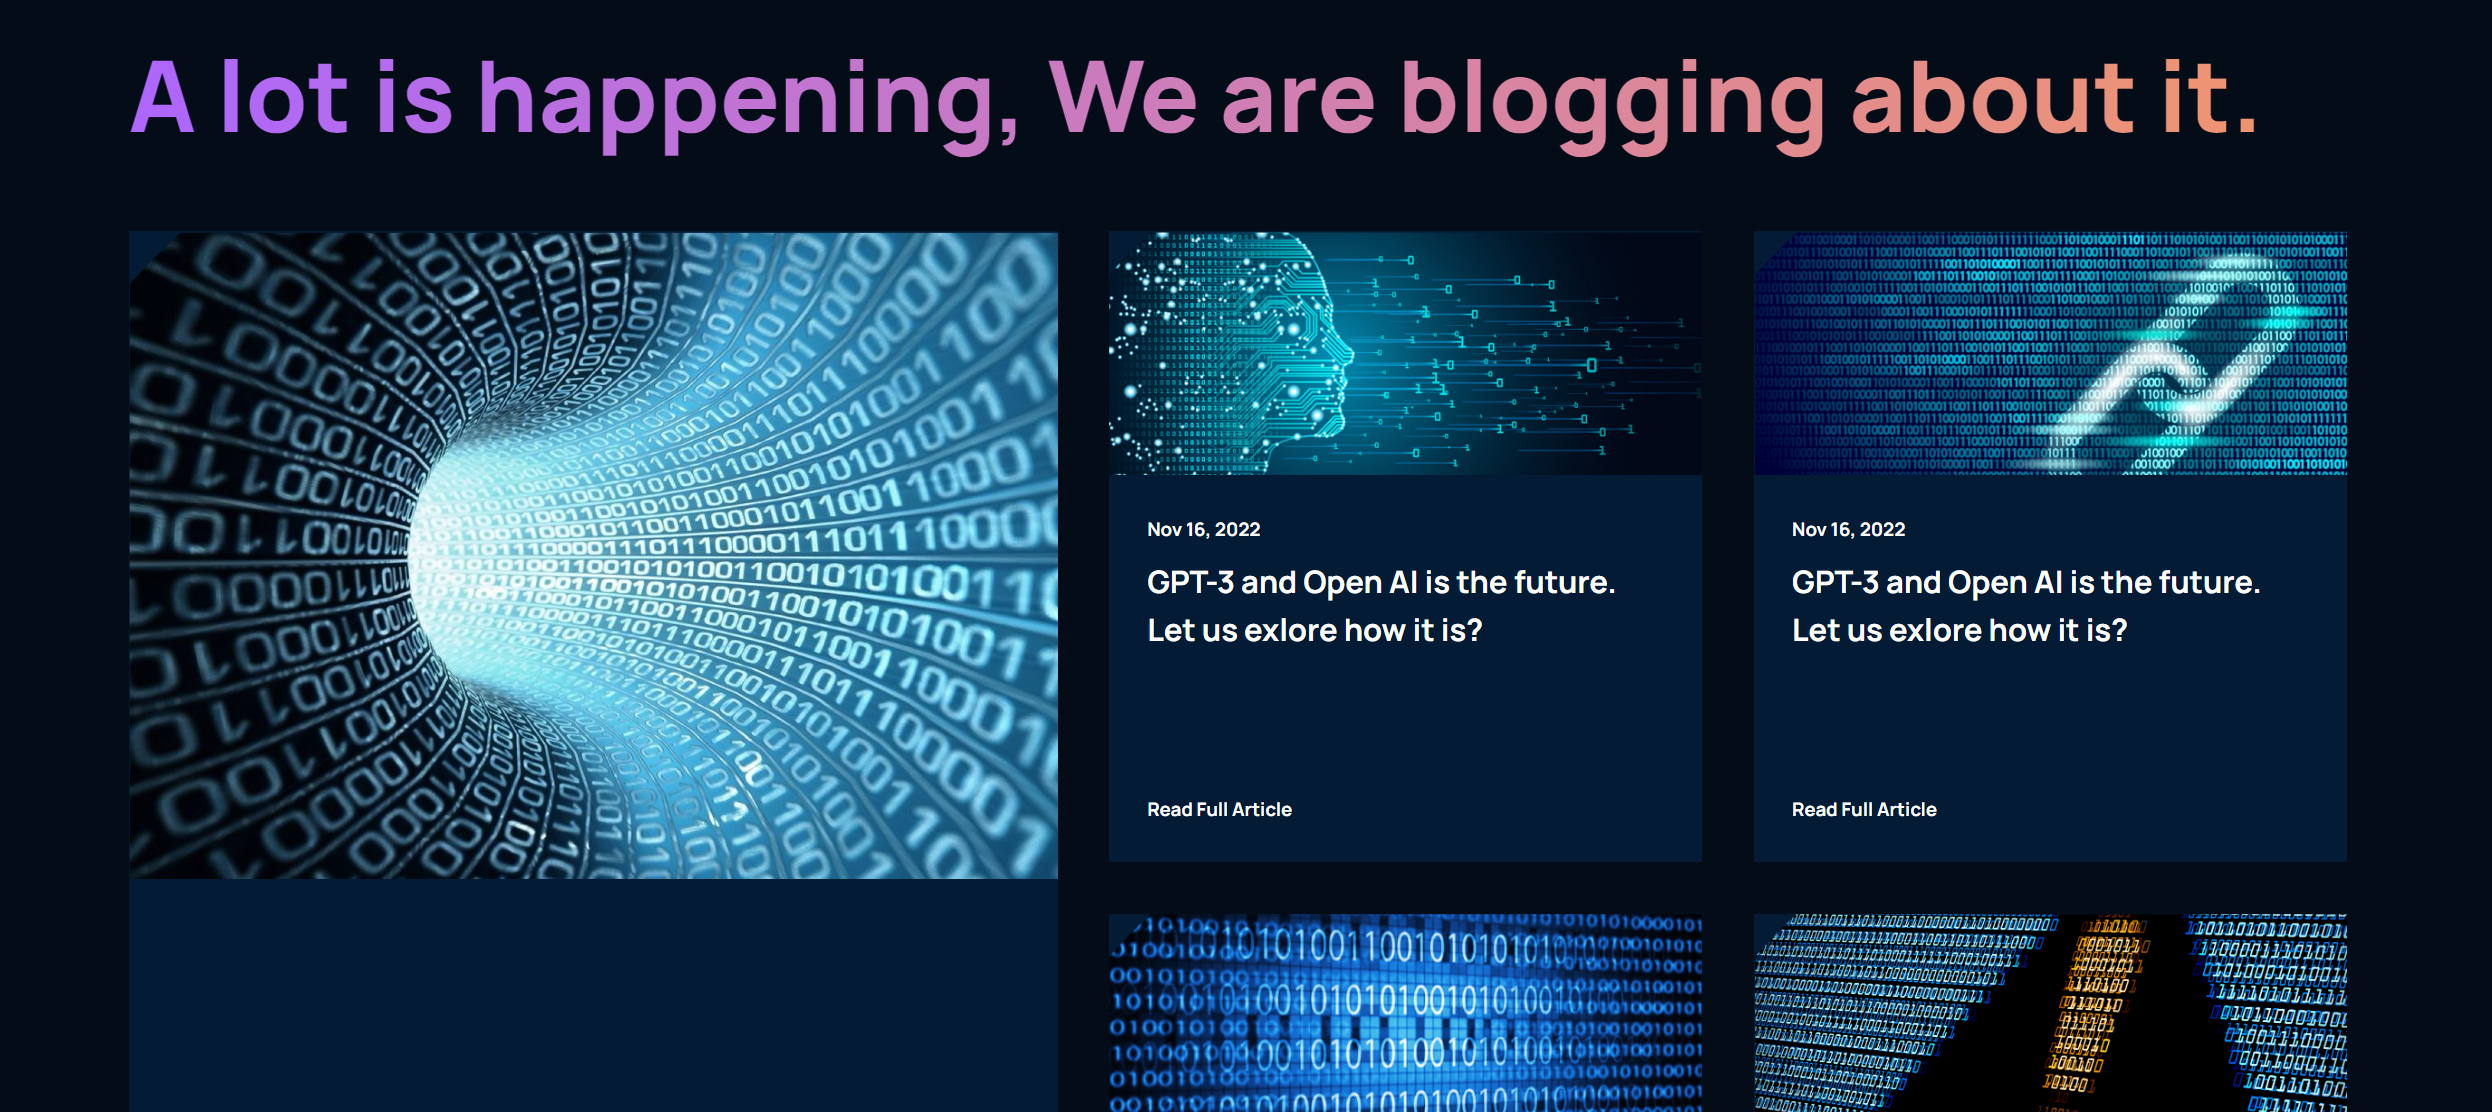 A lot is happening, We are blogging about it.
Nov 16, 2022
GPT-3 and Open AI is the future.
Let us exlore how it is?
Read Full Article
Nov 16, 2022
GPT-3 and Open AI is the future.
Let us exlore how it is?
Read Full Article